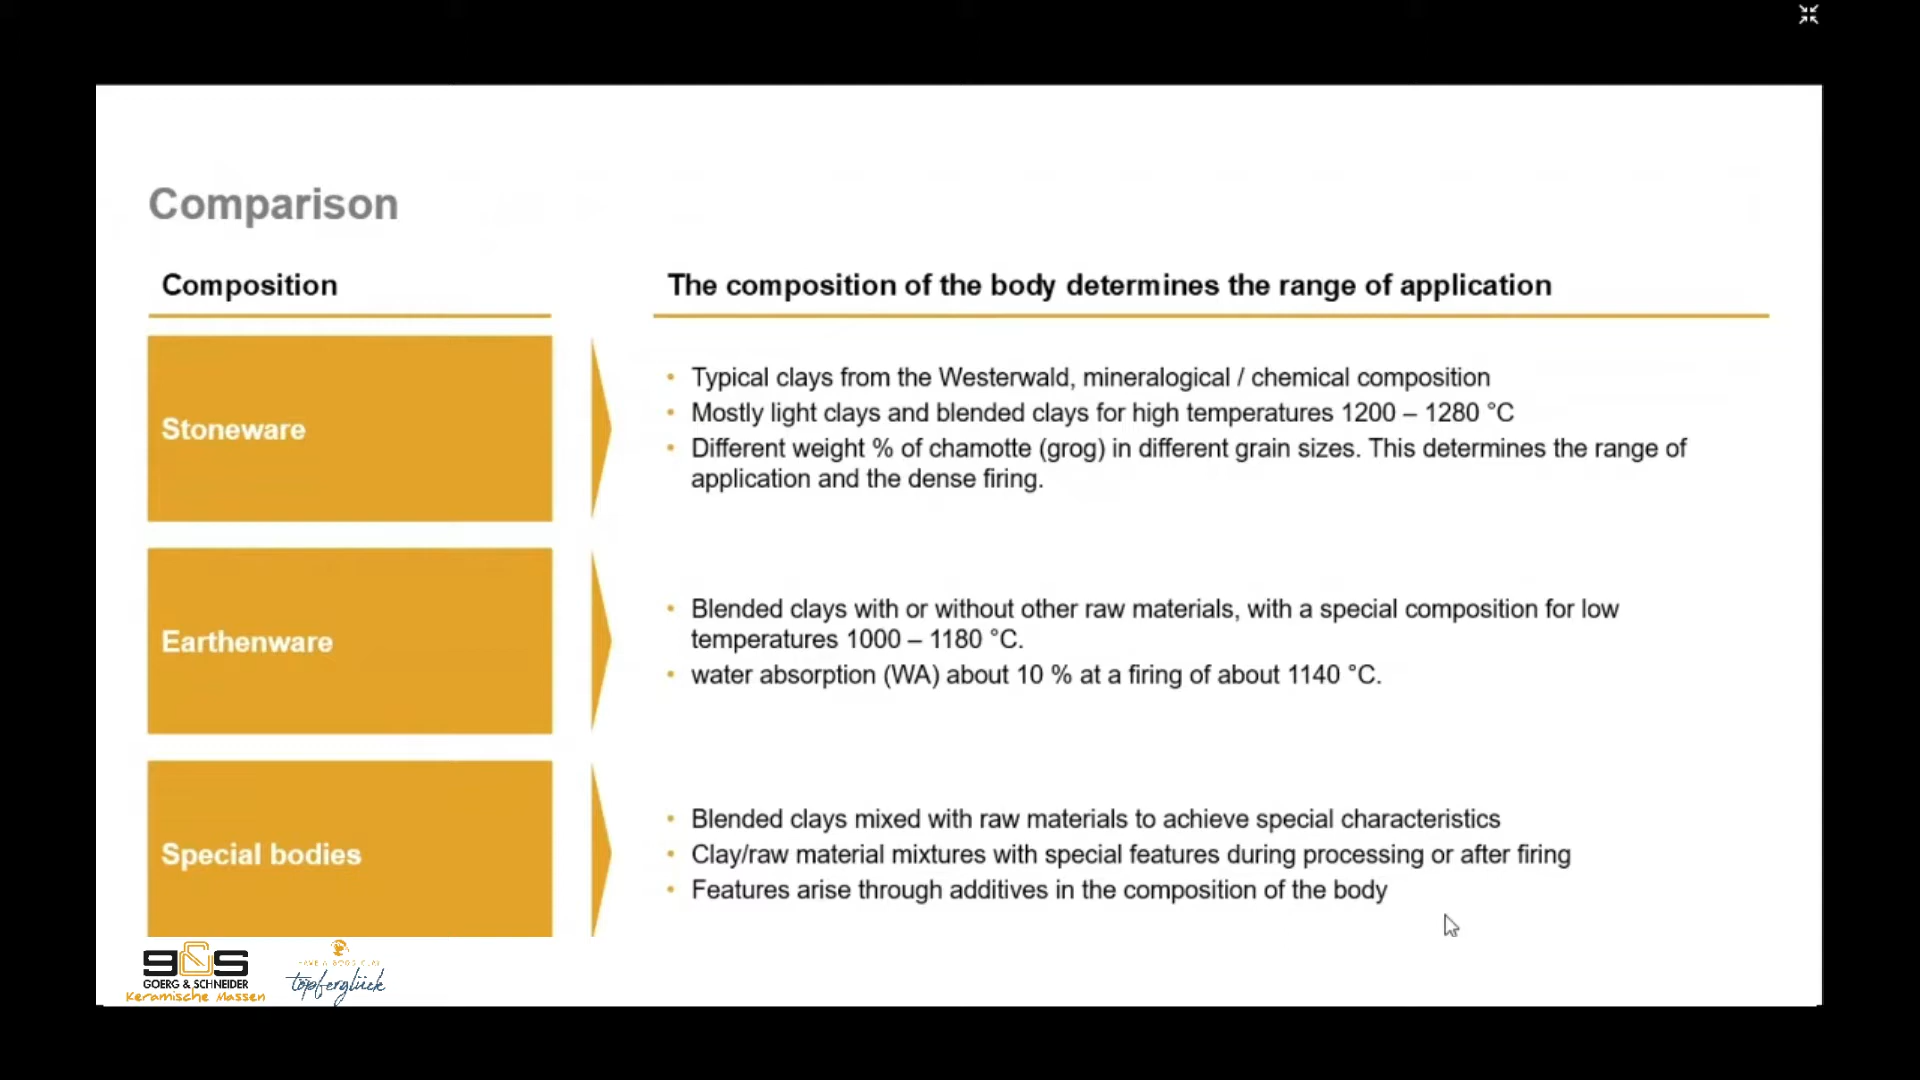 Comparison
Composition
The composition of the body determines the range of application
Stoneware
• Typical clays from the Westerwald, mineralogical / chemical composition
• Mostly light clays and blended clays for high temperatures 1200 – 1280 °C
• Different weight % of chamotte (grog) in different grain sizes. This determines the range of
application and the dense firing.
Earthenware
• Blended clays with or without other raw materials, with a special composition for low
temperatures 1000 – 1180 °C.
• water absorption (WA) about 10 % at a firing of about 1140 °C.
Special bodies
• Blended clays mixed with raw materials to achieve special characteristics
• Clay/raw material mixtures with special features during processing or after firing
• Features arise through additives in the composition of the body
g&s
GOERG & SCHNEIDER
Keramische Massen
HAVE A GOOD CLAY
töpferglück